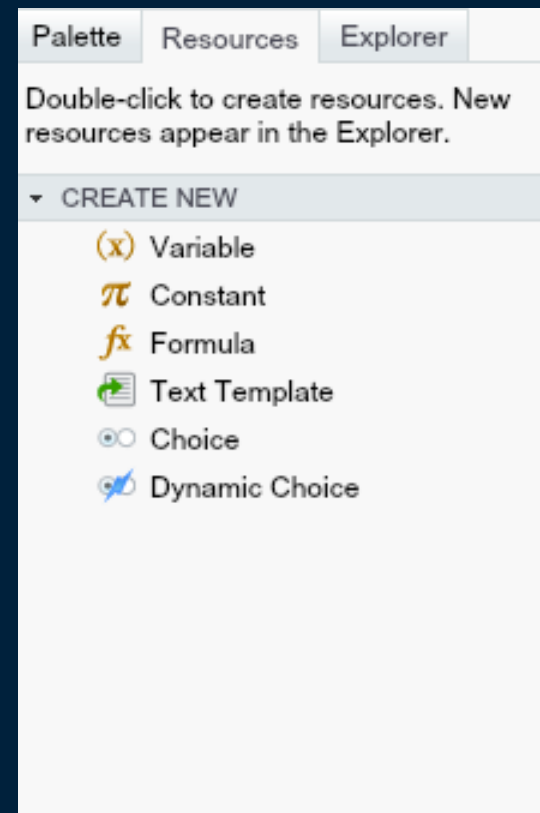 Palette Resources Explorer
Double-click to create resources. New
resources appear in the Explorer.
CREATE NEW
(x) Variable
π Constant
fx Formula
Text Template
Choice
Dynamic Choice